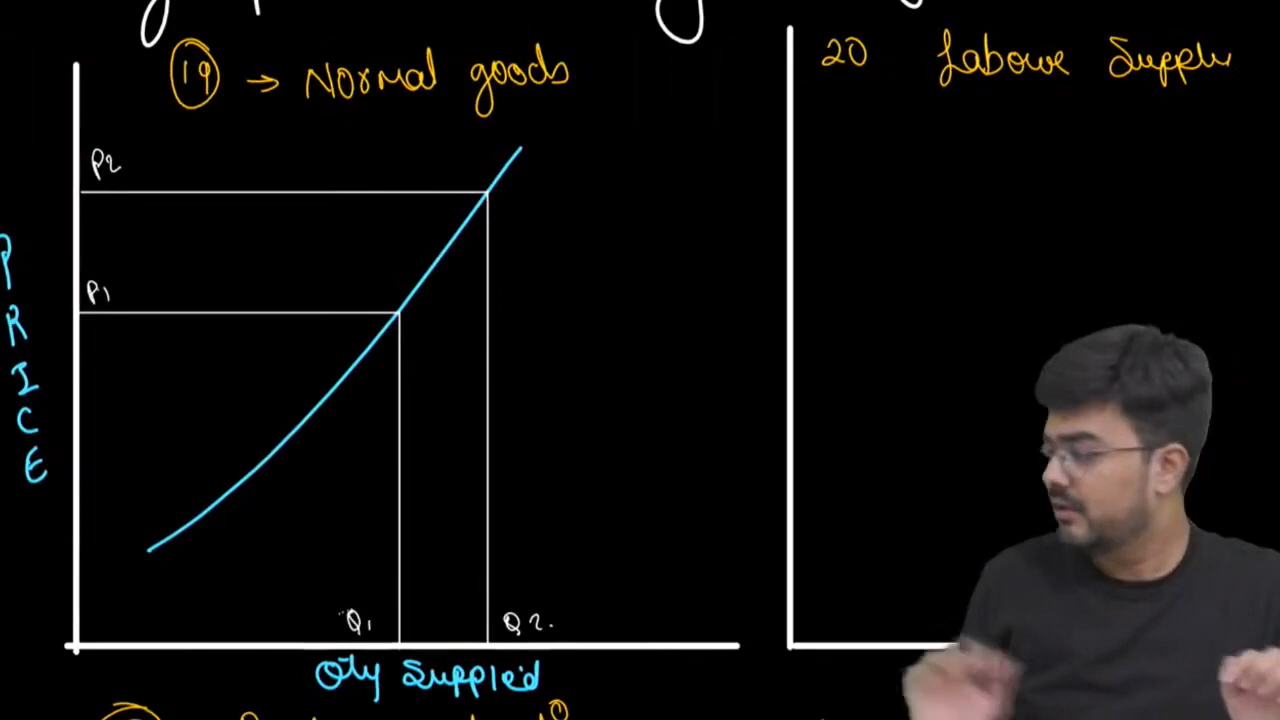 19 → Normal goods
P2
P1
PRICE
Q1
Q2.
Qty Supplied
20 Labour Supply